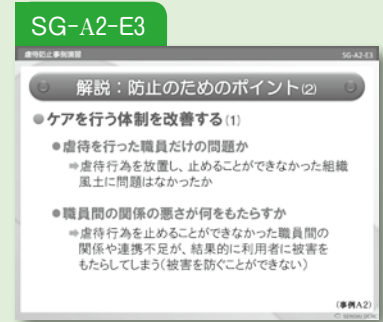 SG-A2-E3
虐待防止事例演習 SG-A2-E3
解説：防止のためのポイント(2)
●ケアを行う体制を改善する(1)
●虐待を行った職員だけの問題か
⇒虐待行為を放置し、止めることができなかった組織
風土に問題はなかったか
●職員間の関係の悪さが何をもたらすか
⇒虐待行為を止めることができなかった職員間の
関係や連携不足が、結果的に利用者に被害を
もたらしてしまう(被害を防ぐことができない)
(事例A2)